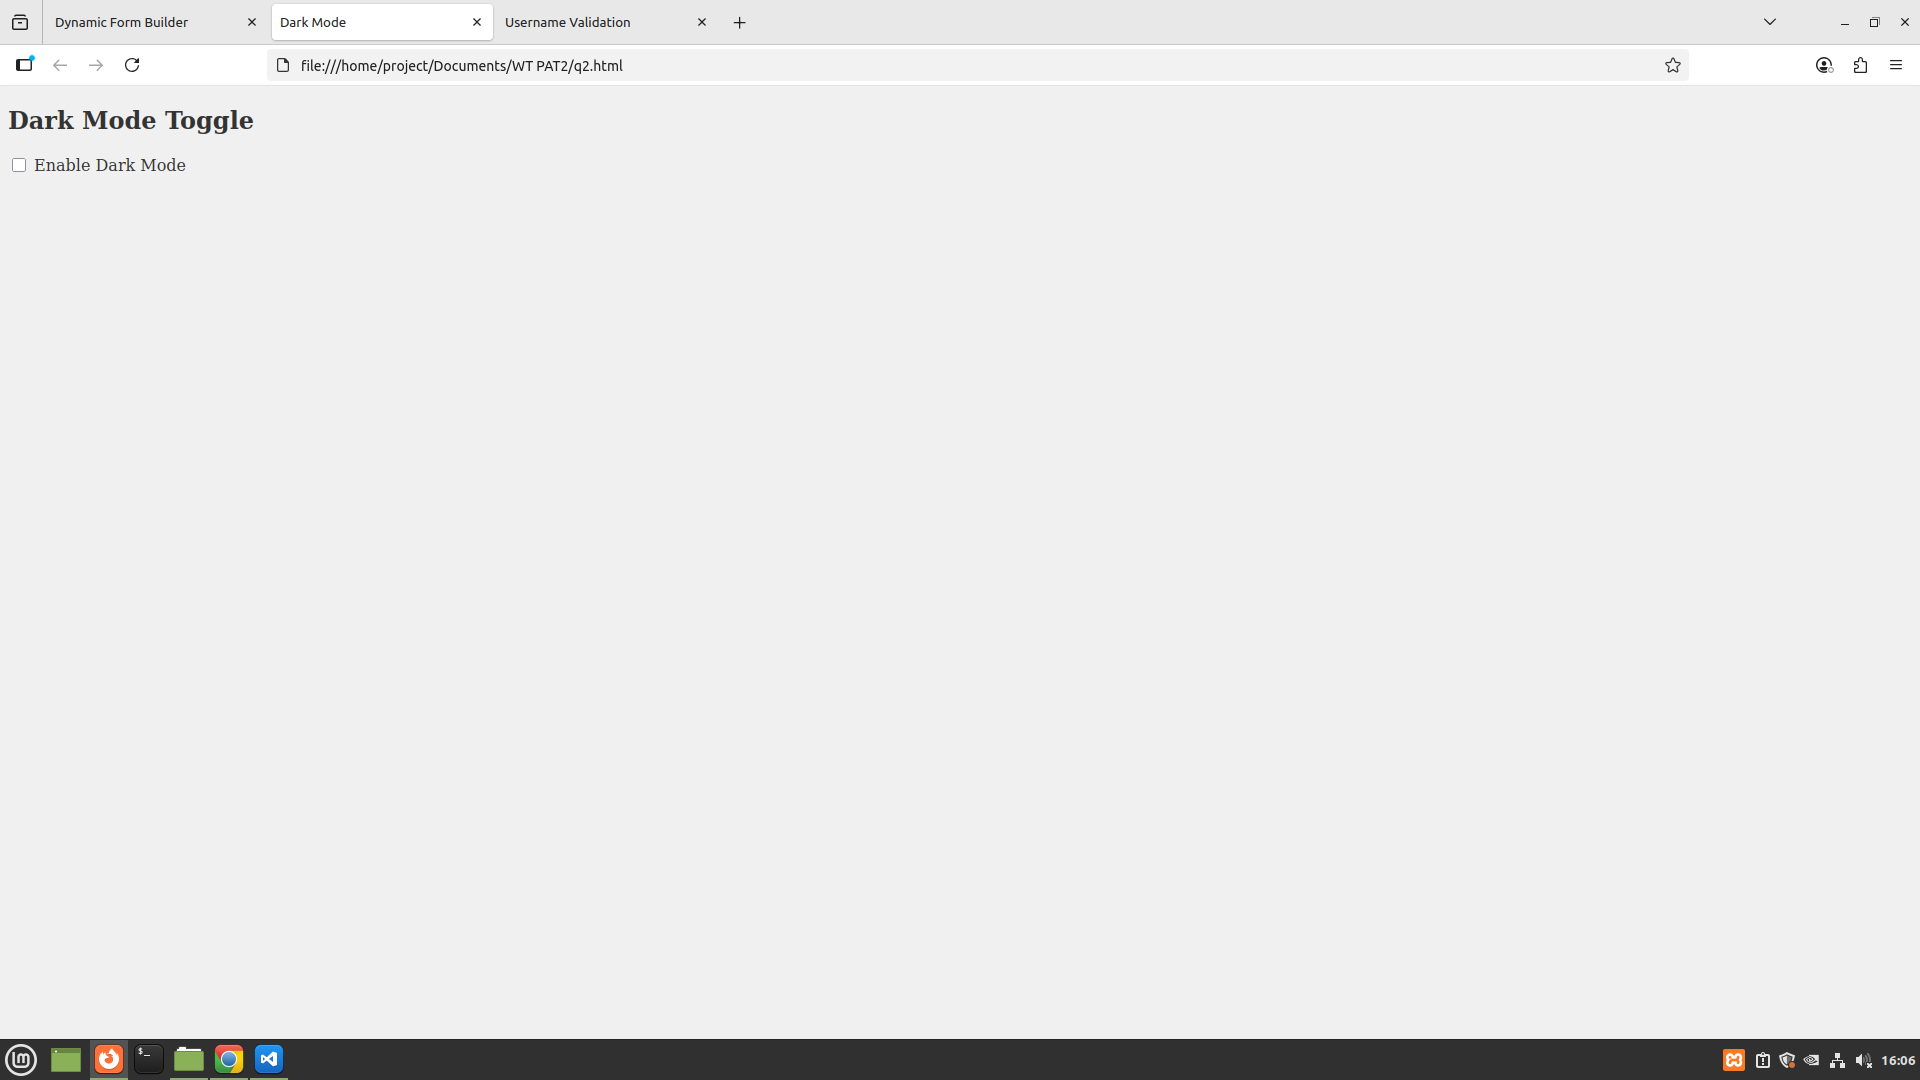 Dynamic Form Builder
Dark Mode
Username Validation
file:///home/project/Documents/WT PAT2/q2.html
Dark Mode Toggle
Enable Dark Mode
$_
lm
16:06